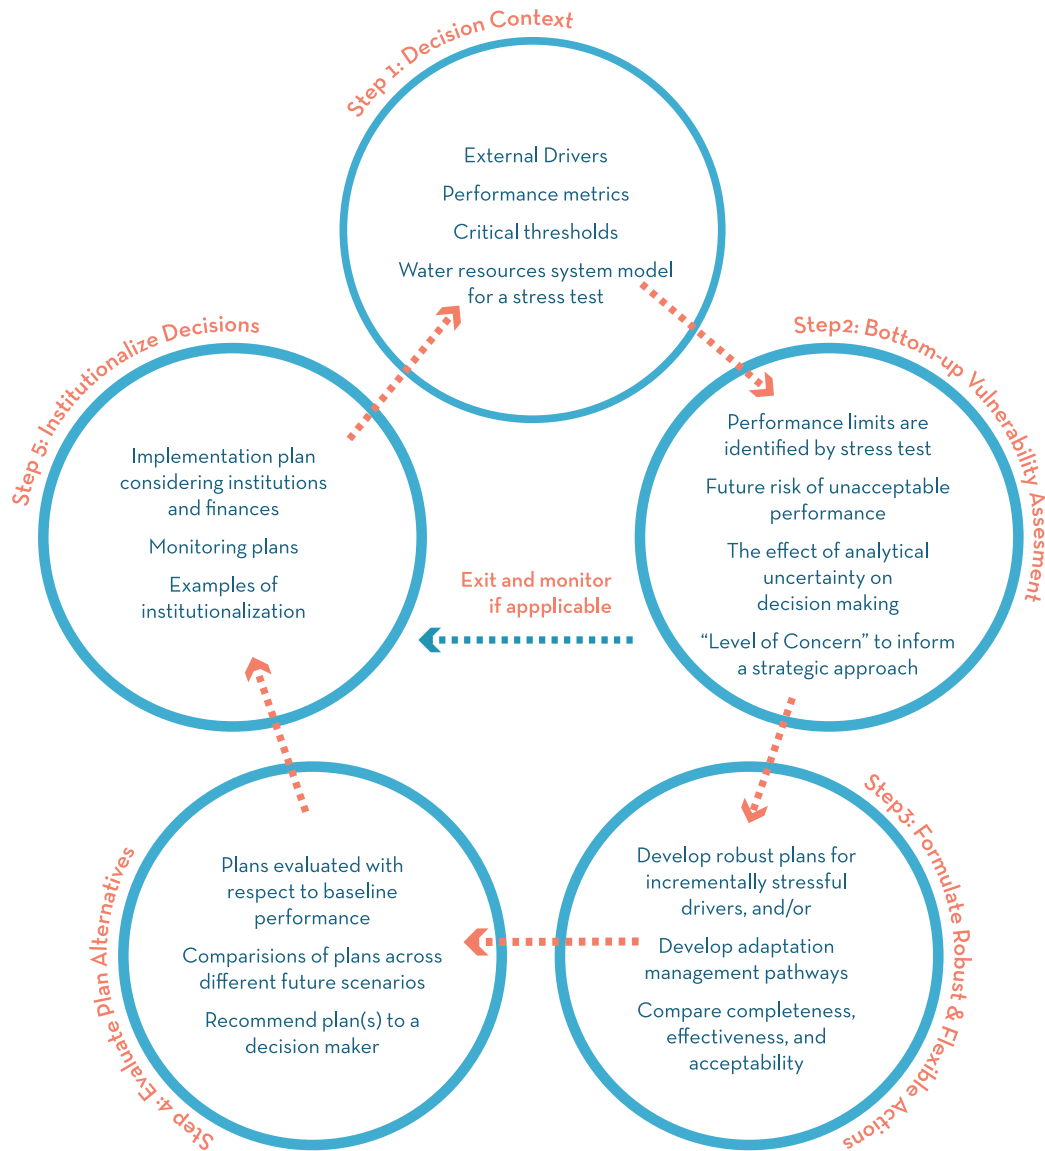 Step 1: Decision Context
External Drivers
Performance metrics
Critical thresholds
Water resources system model
for a stress test
Step2: Bottom-up Vulnerability Assesment
Performance limits are
identified by stress test
Future risk of unacceptable
performance
The effect of analytical
uncertainty on
decision making
“Level of Concern” to inform
a strategic approach
Step3: Formulate Robust & Flexible Actions
Develop robust plans for
incrementally stressful
drivers, and/or
Develop adaptation
management pathways
Compare completeness,
effectiveness, and
acceptability
Step 4: Evaluate Plan Alternatives
Plans evaluated with
respect to baseline
performance
Comparisions of plans across
different future scenarios
Recommend plan(s) to a
decision maker
Step 5: Institutionalize Decisions
Implementation plan
considering institutions
and finances
Monitoring plans
Examples of
institutionalization
Exit and monitor
if appplicable